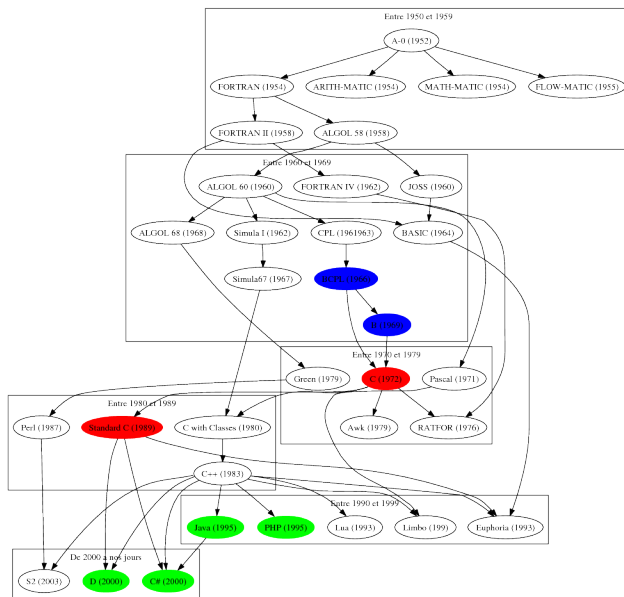 Entre 1950 et 1959
A-0 (1952)
FORTRAN (1954)
ARITH-MATIC (1954)
MATH-MATIC (1954)
FLOW-MATIC (1955)
FORTRAN II (1958)
ALGOL 58 (1958)
Entre 1960 et 1969
ALGOL 60 (1960)
FORTRAN IV (1962)
JOSS (1960)
ALGOL 68 (1968)
Simula I (1962)
CPL (1961963)
BASIC (1964)
Simula67 (1967)
BCPL (1966)
B (1969)
Entre 1970 et 1979
Green (1979)
C (1972)
Pascal (1971)
Entre 1980 et 1989
Perl (1987)
Standard C (1989)
C with Classes (1980)
Awk (1979)
RATFOR (1976)
C++ (1983)
Entre 1990 et 1999
Java (1995)
PHP (1995)
Lua (1993)
Limbo (199)
Euphoria (1993)
De 2000 a nos jours
S2 (2003)
D (2000)
C# (2000)